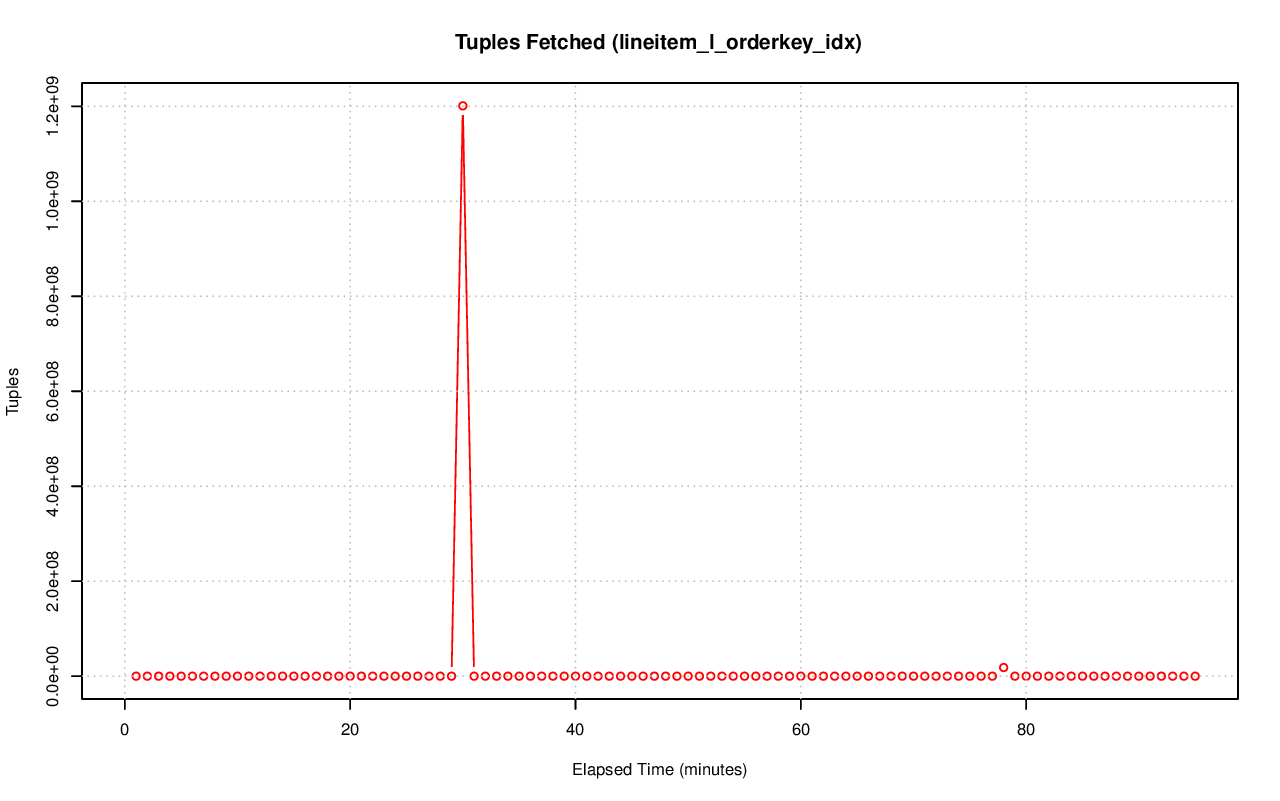 Tuples Fetched (lineitem_l_orderkey_idx)
1.2e+09
1.0e+09
8.0e+08
6.0e+08
4.0e+08
2.0e+08
0.0e+00
Tuples
0 20 40 60 80
Elapsed Time (minutes)